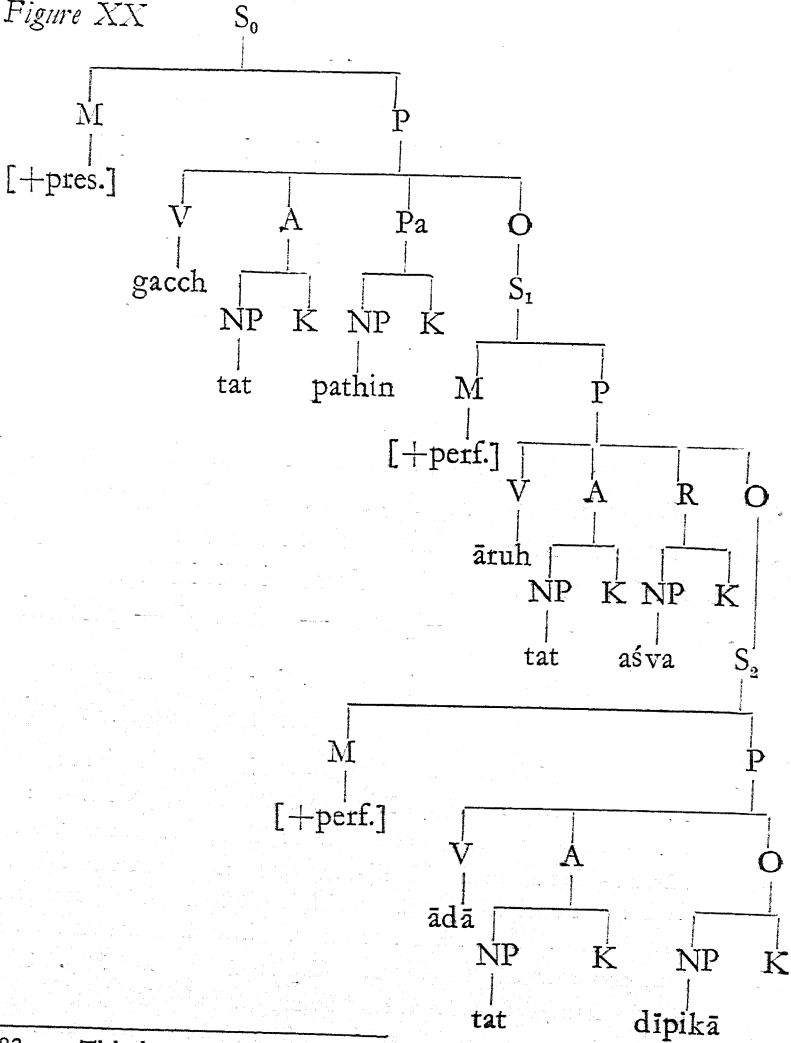 Figure XX S₀
M P
[+pres.]
V A Pa O
gacch S₁
NP K NP K
tat pathin M P
[+perf.] V A R O
āruh
NP K NP K
tat aśva S₂
M P
[+perf.]
V A O
ādā
NP K NP K
tat dīpikā